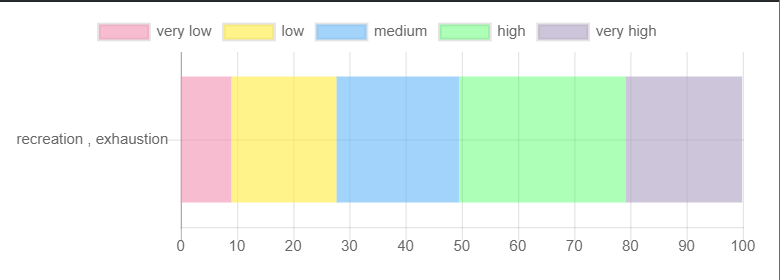 very low low medium high very high
recreation , exhaustion
0 10 20 30 40 50 60 70 80 90 100